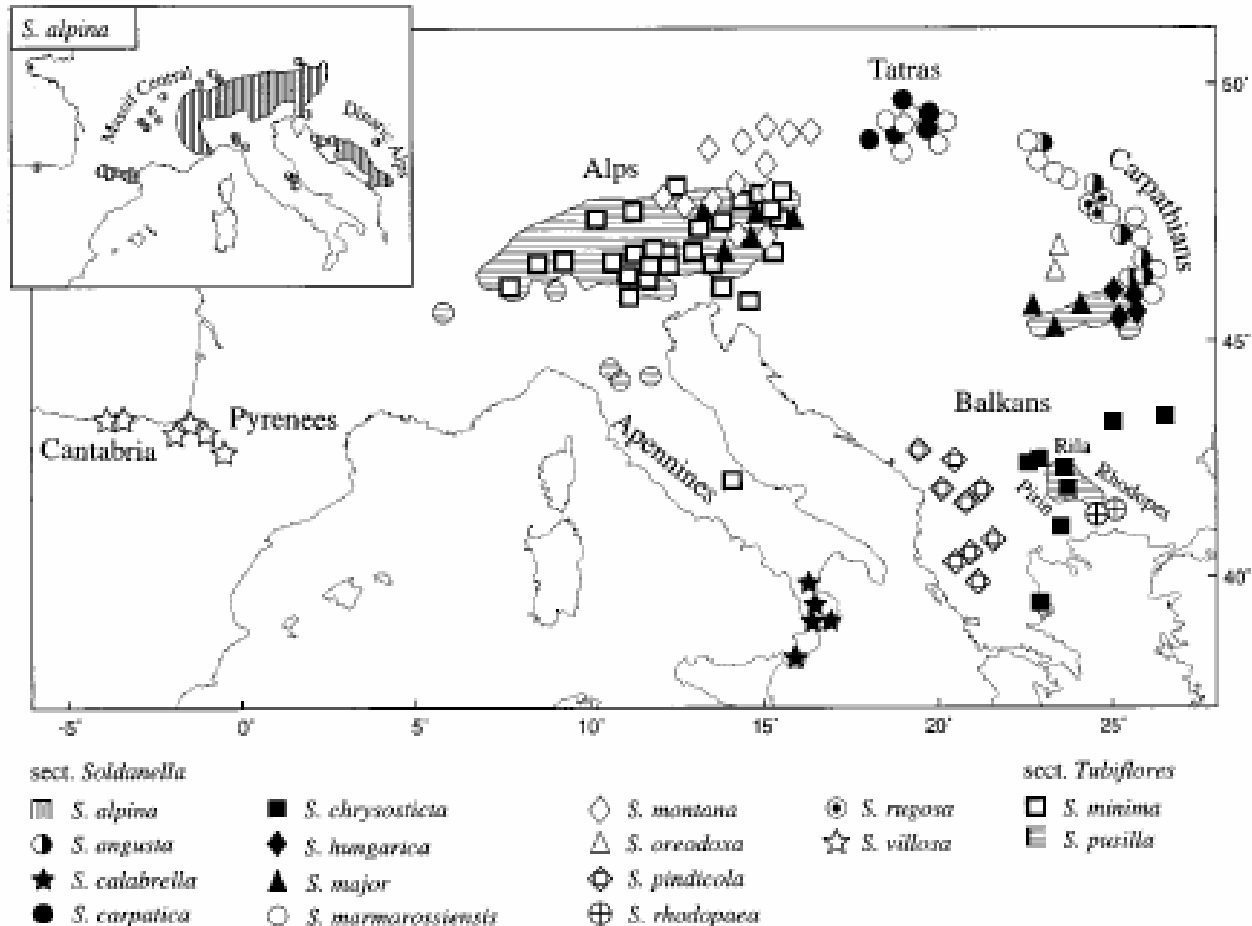 S. alpina
Massif Central
Dinaric Alps
Tatras
50°
Alps
Carpathians
45°
Balkans
Pyrenees
Cantabria
Apennines
Rila
Pirin
Rhodopes
40°
-5° 0° 5° 10° 15° 20° 25°
sect. Soldanella sect. Tubiflores
S. alpina S. chrysosticta S. montana S. rugosa S. minima
S. angusta S. hungarica S. oreodoxa S. villosa S. pusilla
S. calabrella S. major S. pindicola
S. carpatica S. marmarossiensis S. rhodopaea